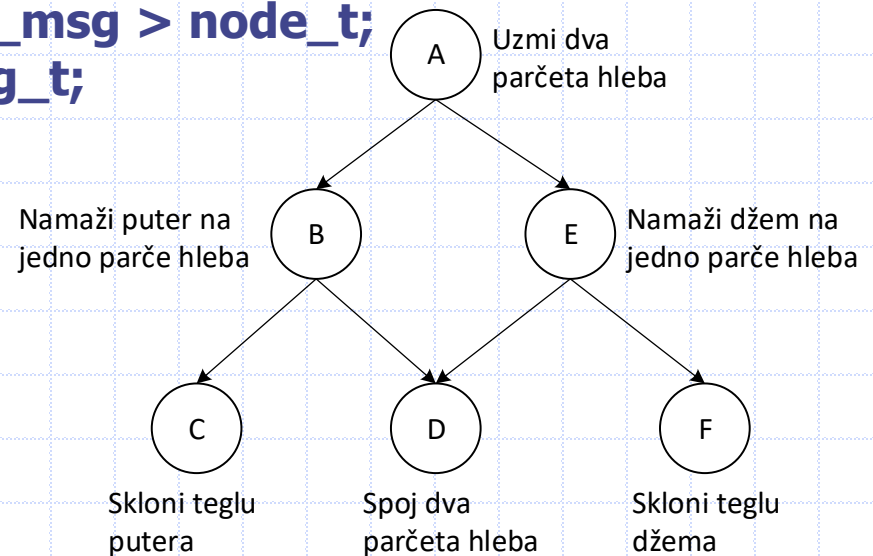 _msg > node_t;
g_t;
A
Uzmi dva
parčeta hleba
Namaži puter na
jedno parče hleba
B
E
Namaži džem na
jedno parče hleba
C
D
F
Skloni teglu
putera
Spoj dva
parčeta hleba
Skloni teglu
džema